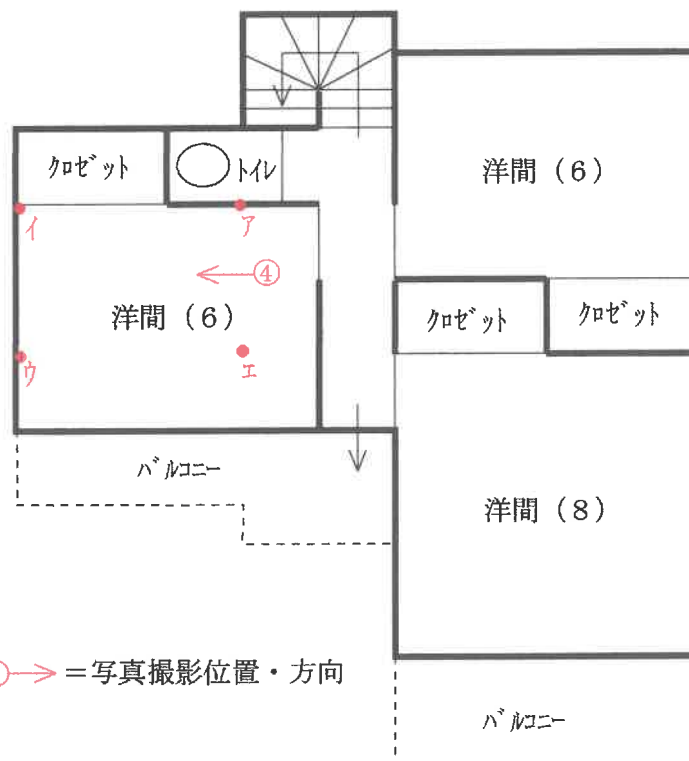 クロゼット
トイレ
洋間（6）
イ
ア
④
洋間（6）
クロゼット
クロゼット
ウ
エ
バルコニー
洋間（8）
＝写真撮影位置・方向
バルコニー